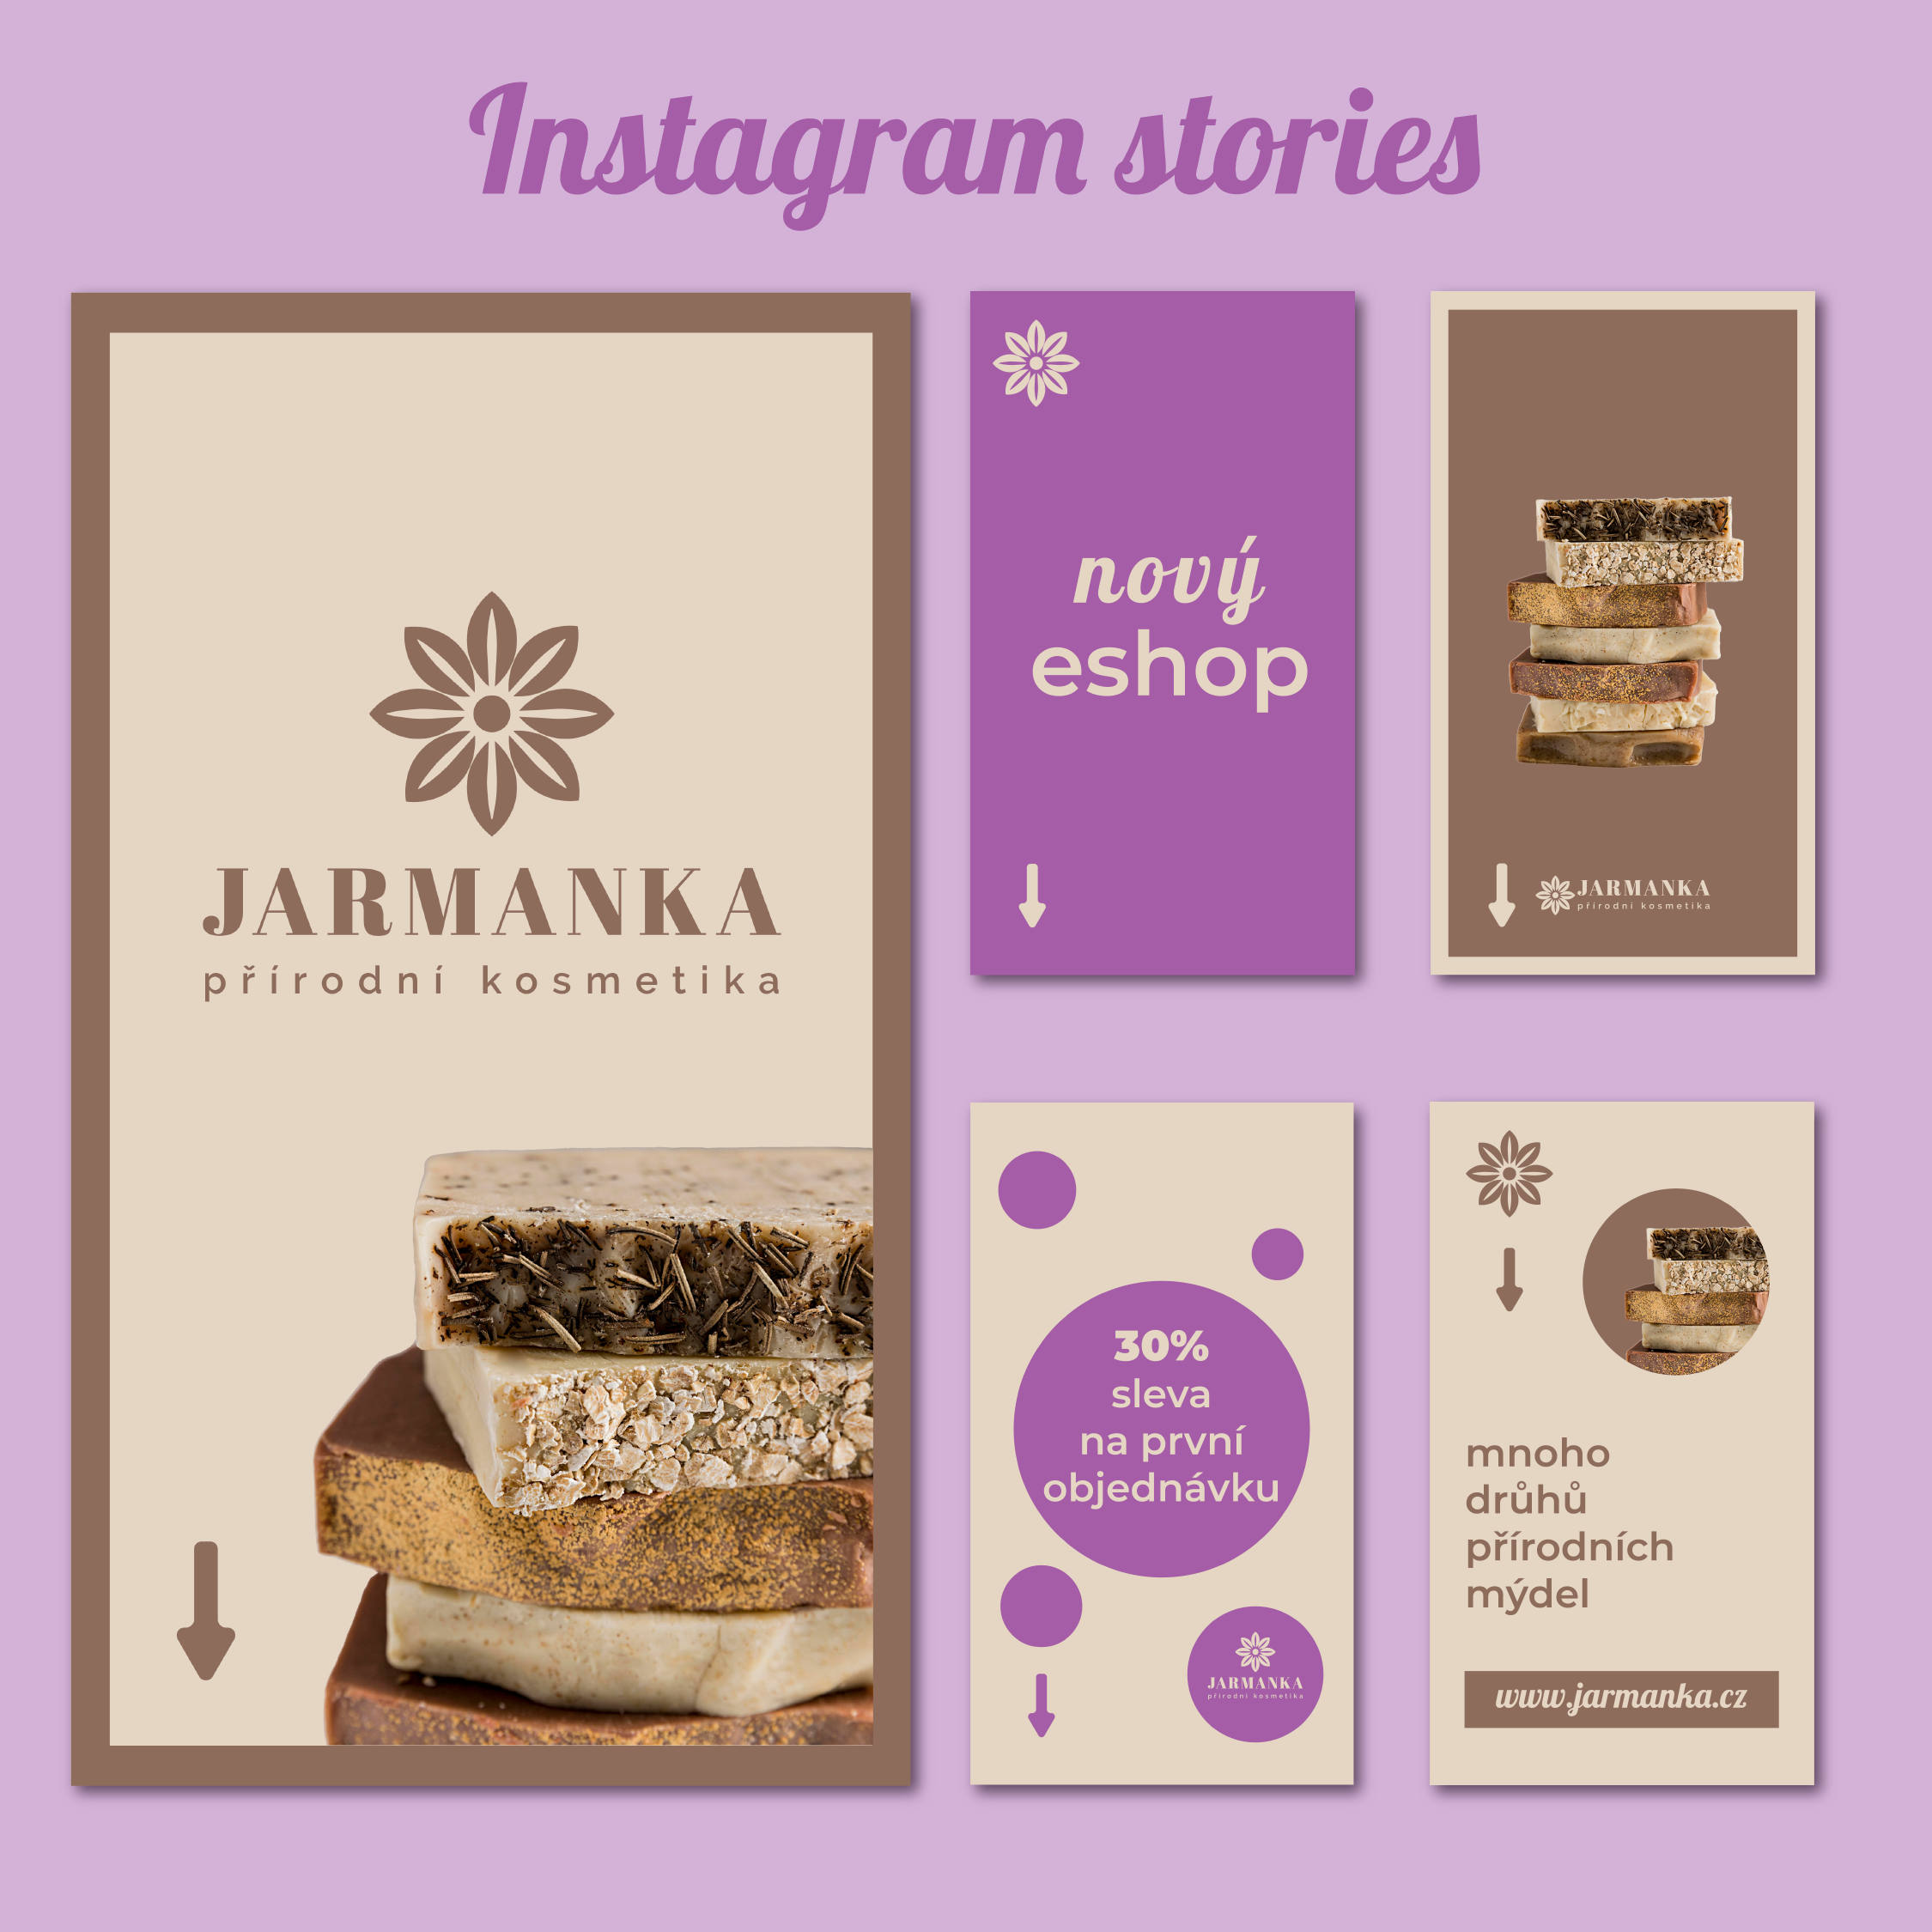 Instagram stories
JARMANKA
přírodní kosmetika
nový
eshop
JARMANKA
přírodní kosmetika
30%
sleva
na první
objednávku
JARMANKA
přírodní kosmetika
mnoho
drůhů
přírodních
mýdel
www.jarmanka.cz